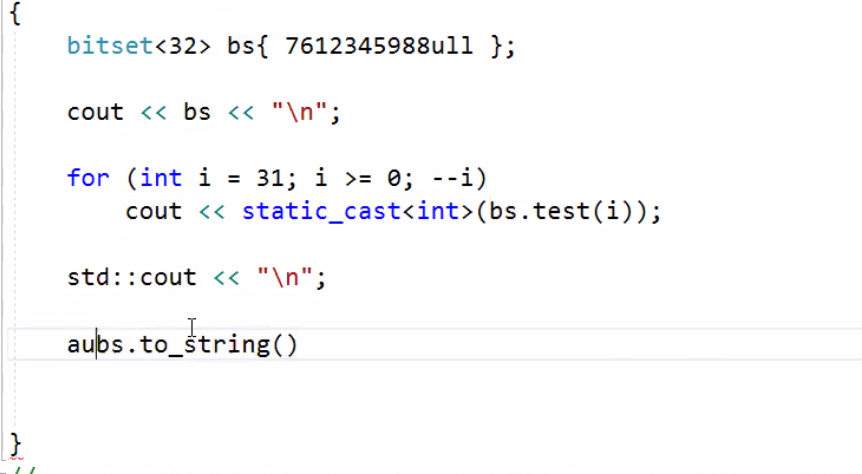 {
bitset<32> bs{ 7612345988ull };
cout << bs << "\n";
for (int i = 31; i >= 0; --i)
cout << static_cast<int>(bs.test(i));
std::cout << "\n";
aubs.to_string()
}
//